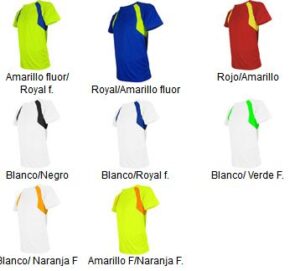 Amarillo fluor/
Royal f.
Royal/Amarillo fluor
Rojo/Amarillo
Blanco/Negro
Blanco/Royal f.
Blanco/ Verde F.
Blanco/ Naranja F
Amarillo F/Naranja F.